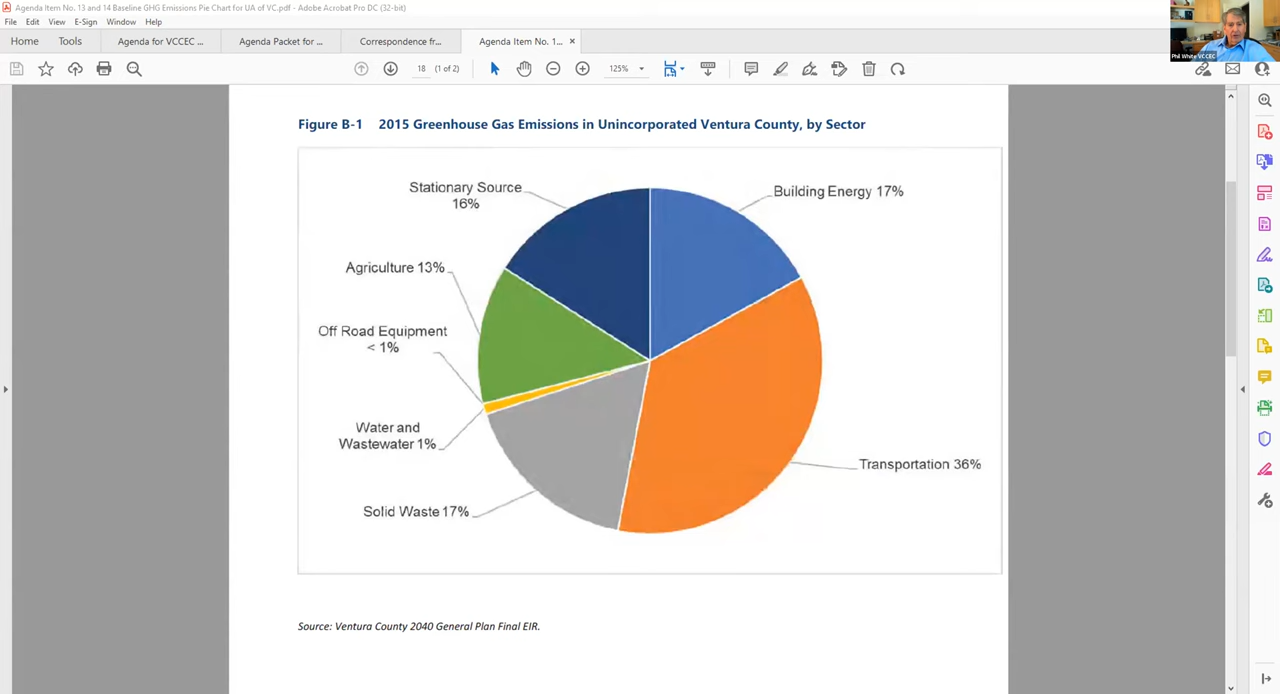 Agenda Item No. 13 and 14 Baseline GHG Emissions Pie Chart for UA of VC.pdf - Adobe Acrobat Pro DC (32-bit)
File Edit View E-Sign Window Help
Home Tools Agenda for VCCEC ... Agenda Packet for ... Correspondence fr... Agenda Item No. 1... ×
18 (1 of 2) 125%
Phil White VCCEC
Figure B-1 2015 Greenhouse Gas Emissions in Unincorporated Ventura County, by Sector
Stationary Source
16%
Building Energy 17%
Agriculture 13%
Off Road Equipment
< 1%
Water and
Wastewater 1%
Transportation 36%
Solid Waste 17%
Source: Ventura County 2040 General Plan Final EIR.